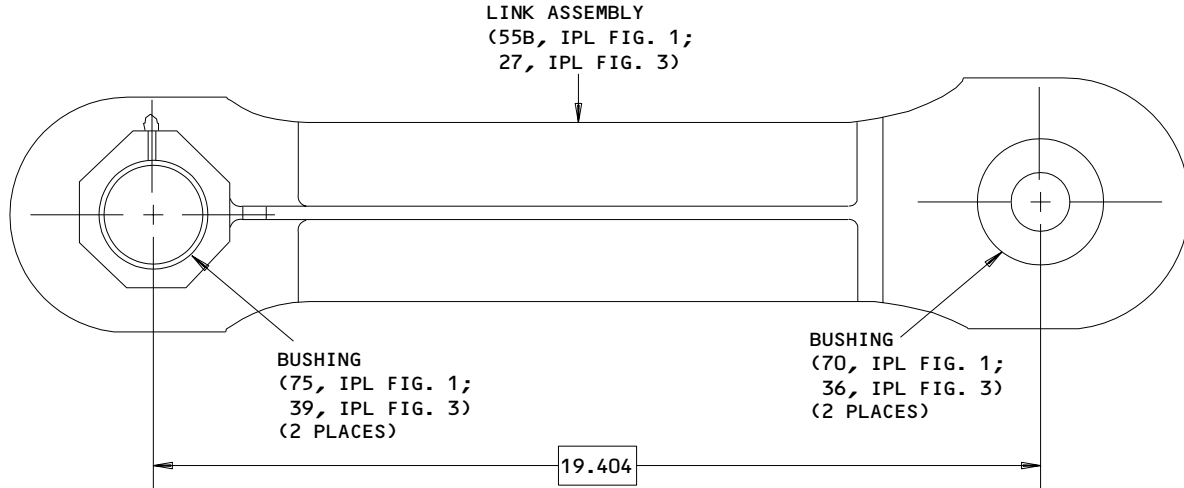 LINK ASSEMBLY
(55B, IPL FIG. 1;
27, IPL FIG. 3)
BUSHING
(75, IPL FIG. 1;
39, IPL FIG. 3)
(2 PLACES)
BUSHING
(70, IPL FIG. 1;
36, IPL FIG. 3)
(2 PLACES)
19.404